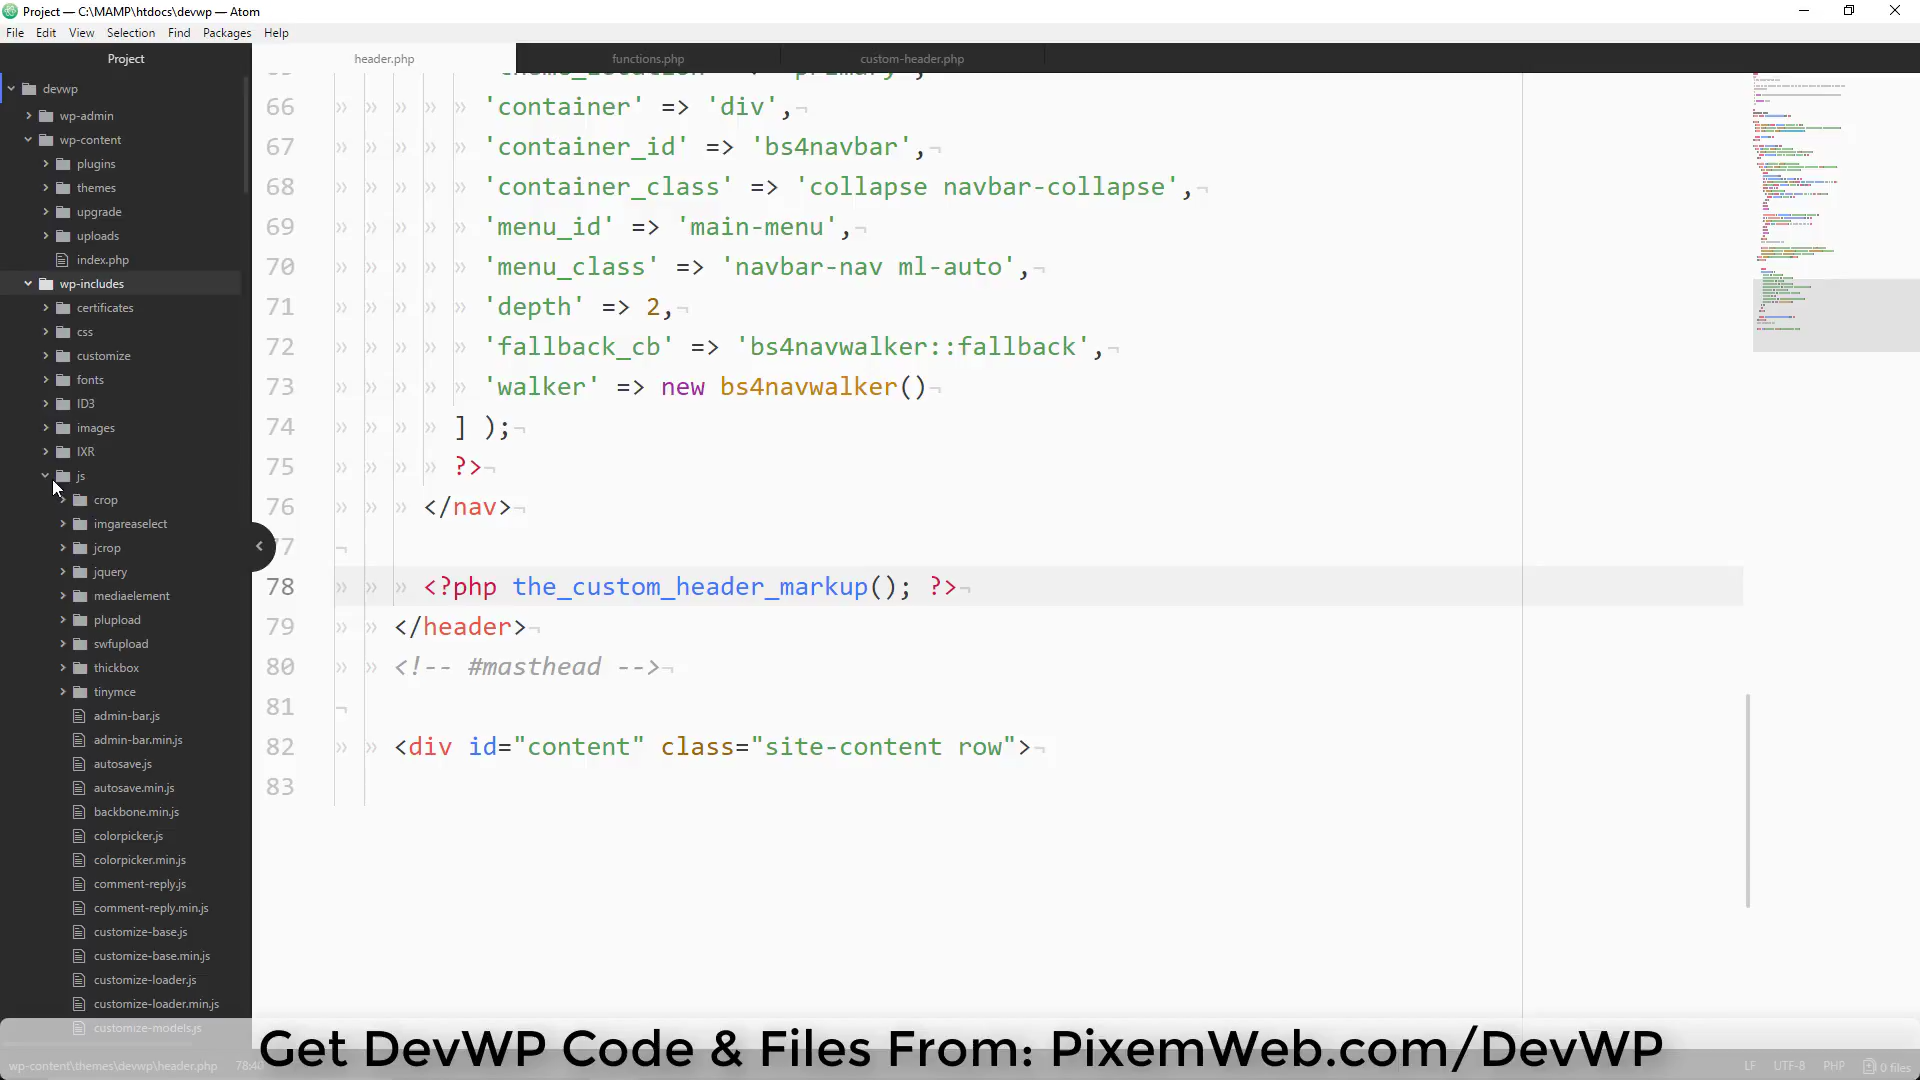 Project — C:\MAMP\htdocs\devwp — Atom
File Edit View Selection Find Packages Help
Project
header.php
functions.php
custom-header.php
devwp
wp-admin
wp-content
plugins
themes
upgrade
uploads
index.php
wp-includes
certificates
css
customize
fonts
ID3
images
IXR
js
crop
imgareaselect
jcrop
jquery
mediaelement
plupload
swfupload
thickbox
tinymce
admin-bar.js
admin-bar.min.js
autosave.js
autosave.min.js
backbone.min.js
colorpicker.js
colorpicker.min.js
comment-reply.js
comment-reply.min.js
customize-base.js
customize-base.min.js
customize-loader.js
customize-loader.min.js
customize-models.js
66 'container' => 'div',
67 'container_id' => 'bs4navbar',
68 'container_class' => 'collapse navbar-collapse',
69 'menu_id' => 'main-menu',
70 'menu_class' => 'navbar-nav ml-auto',
71 'depth' => 2,
72 'fallback_cb' => 'bs4navwalker::fallback',
73 'walker' => new bs4navwalker()
74 ] );
75 ?>
76 </nav>
77
78 <?php the_custom_header_markup(); ?>
79 </header>
80 <!-- #masthead -->
81
82 <div id="content" class="site-content row">
83
Get DevWP Code & Files From: PixemWeb.com/DevWP
wp-content\themes\devwp\header.php
LF UTF-8 PHP 0 files